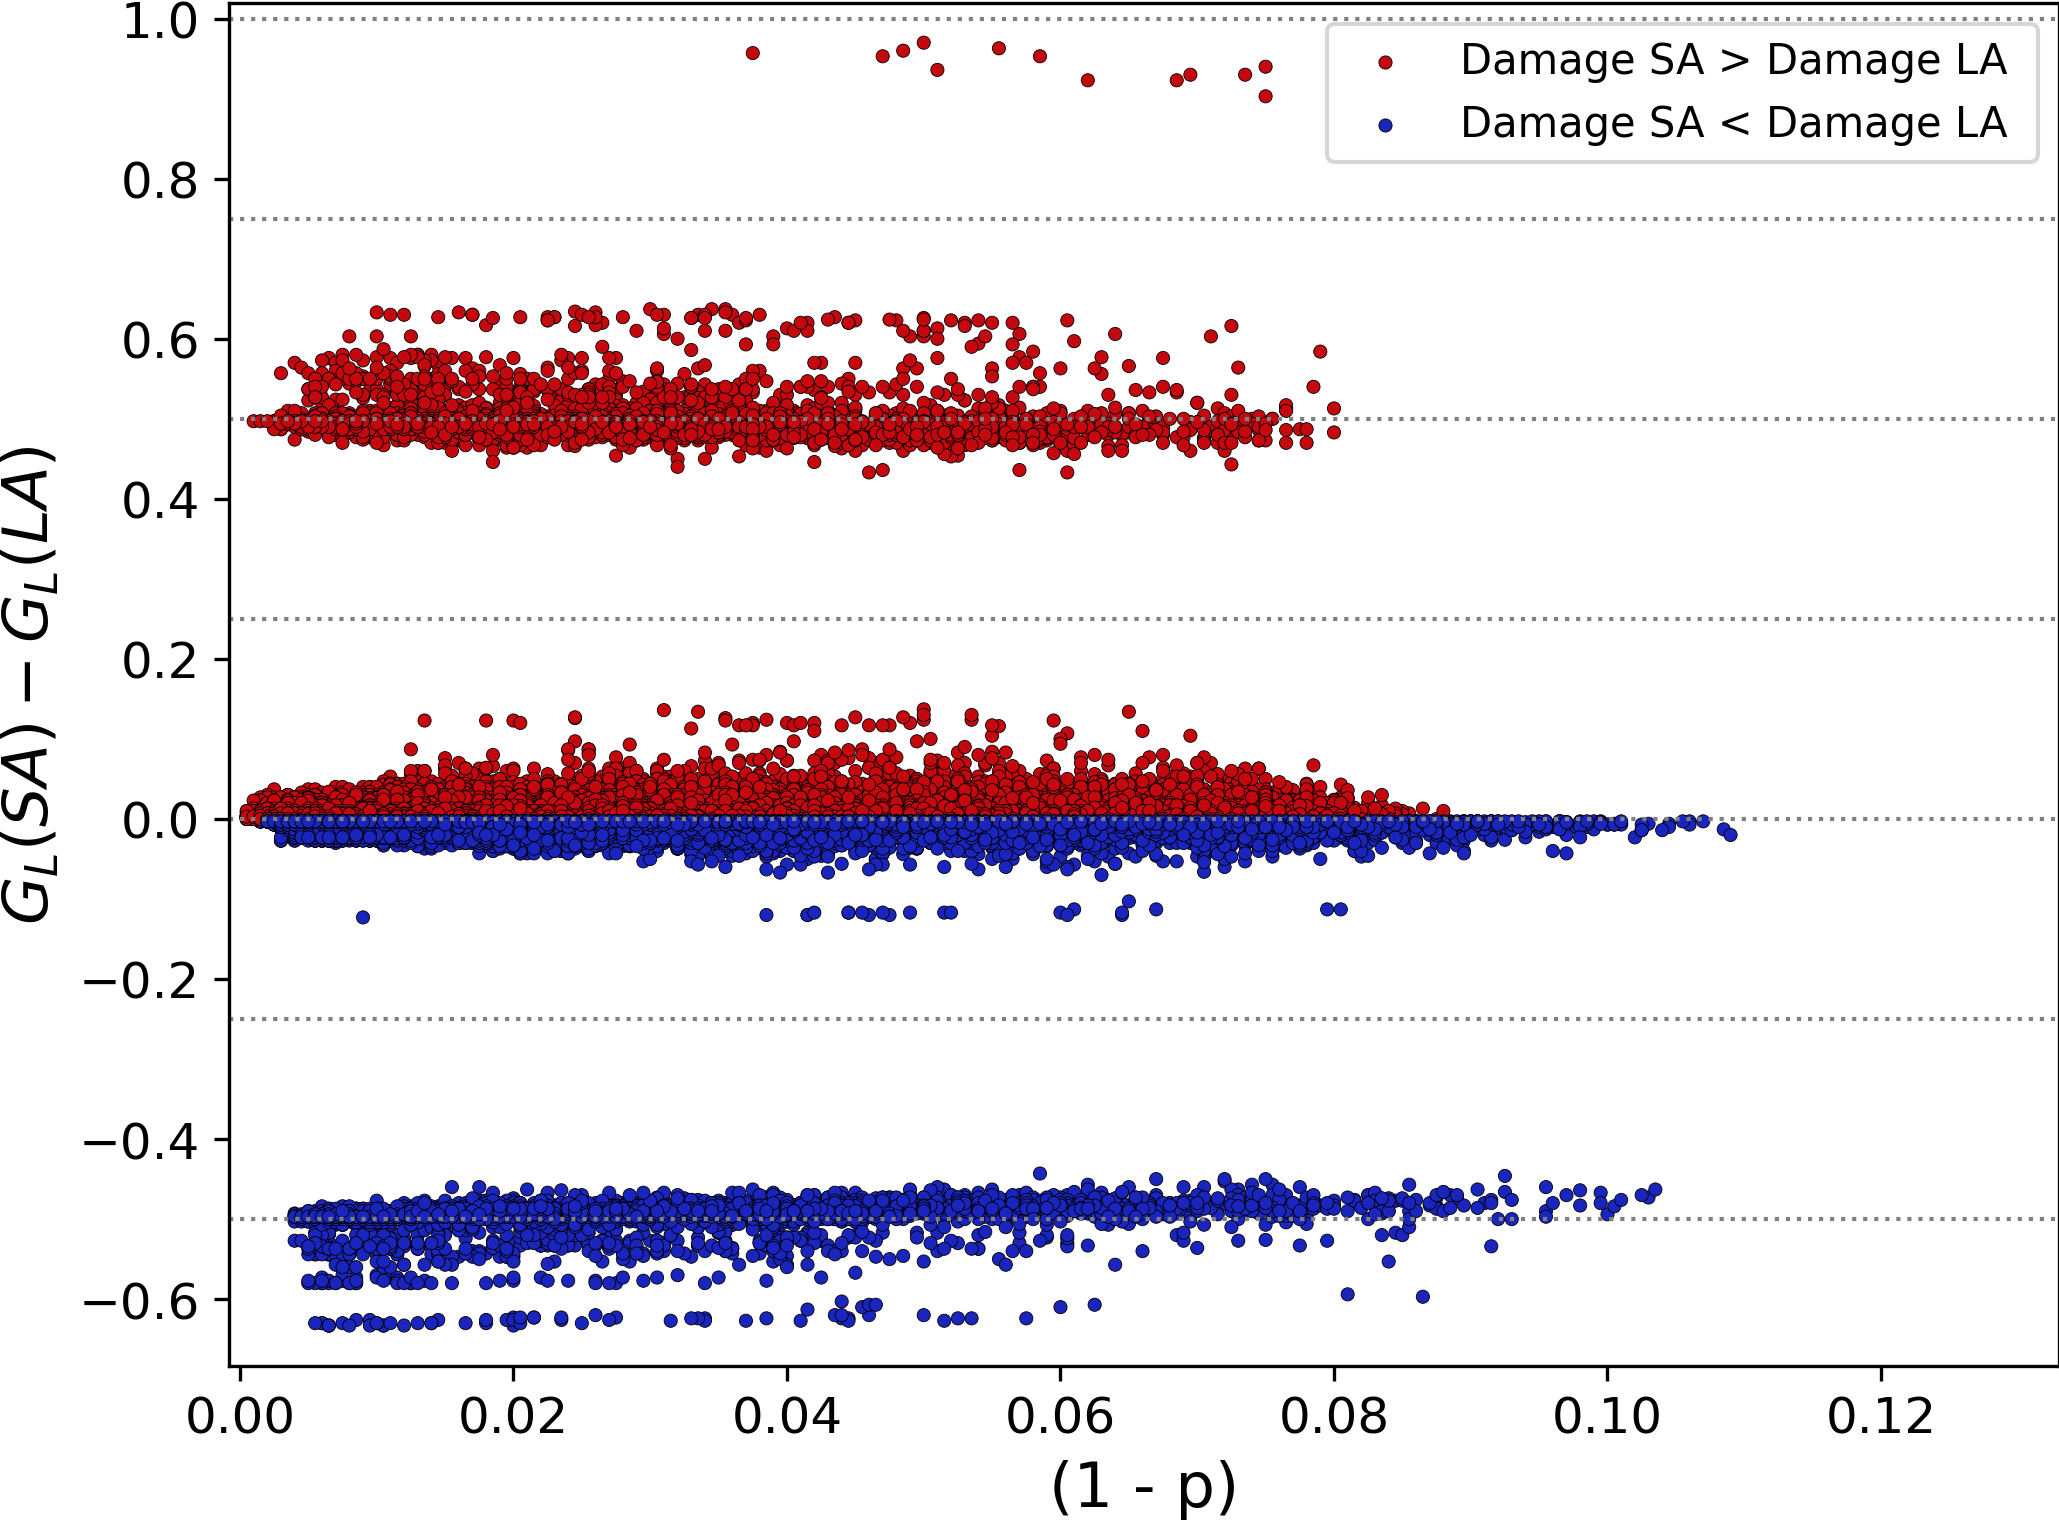 1.0
0.8
0.6
0.4
0.2
0.0
−0.2
−0.4
−0.6
G_L(SA) − G_L(LA)
Damage SA > Damage LA
Damage SA < Damage LA
0.00 0.02 0.04 0.06 0.08 0.10 0.12
(1 - p)